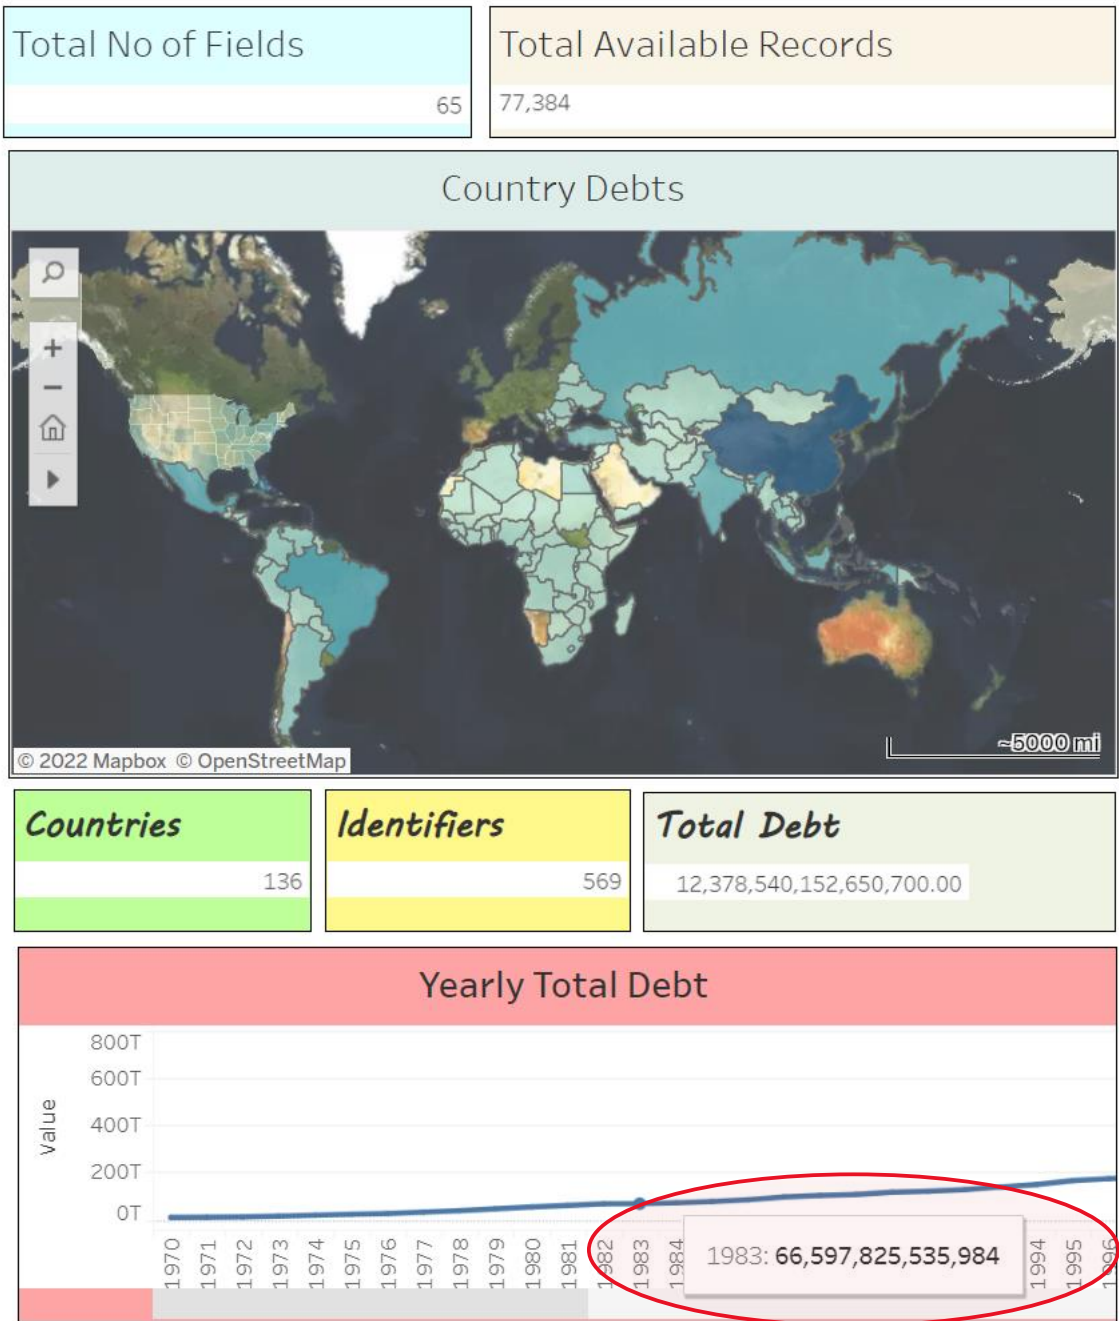 Total No of Fields
65
Total Available Records
77,384
Country Debts
~5000 mi
© 2022 Mapbox © OpenStreetMap
Countries
136
Identifiers
569
Total Debt
12,378,540,152,650,700.00
Yearly Total Debt
Value
800T
600T
400T
200T
0T
1970
1971
1972
1973
1974
1975
1976
1977
1978
1979
1980
1981
1982
1983
1984
1983: 66,597,825,535,984
1994
1995
1996